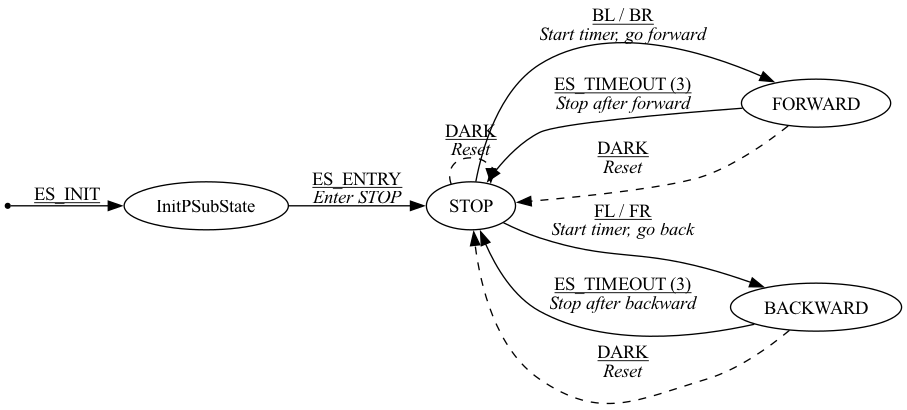 BL / BR
Start timer, go forward
ES_TIMEOUT (3)
Stop after forward
FORWARD
DARK
Reset
DARK
Reset
ES_INIT
InitPSubState
ES_ENTRY
Enter STOP
STOP
FL / FR
Start timer, go back
ES_TIMEOUT (3)
Stop after backward
BACKWARD
DARK
Reset